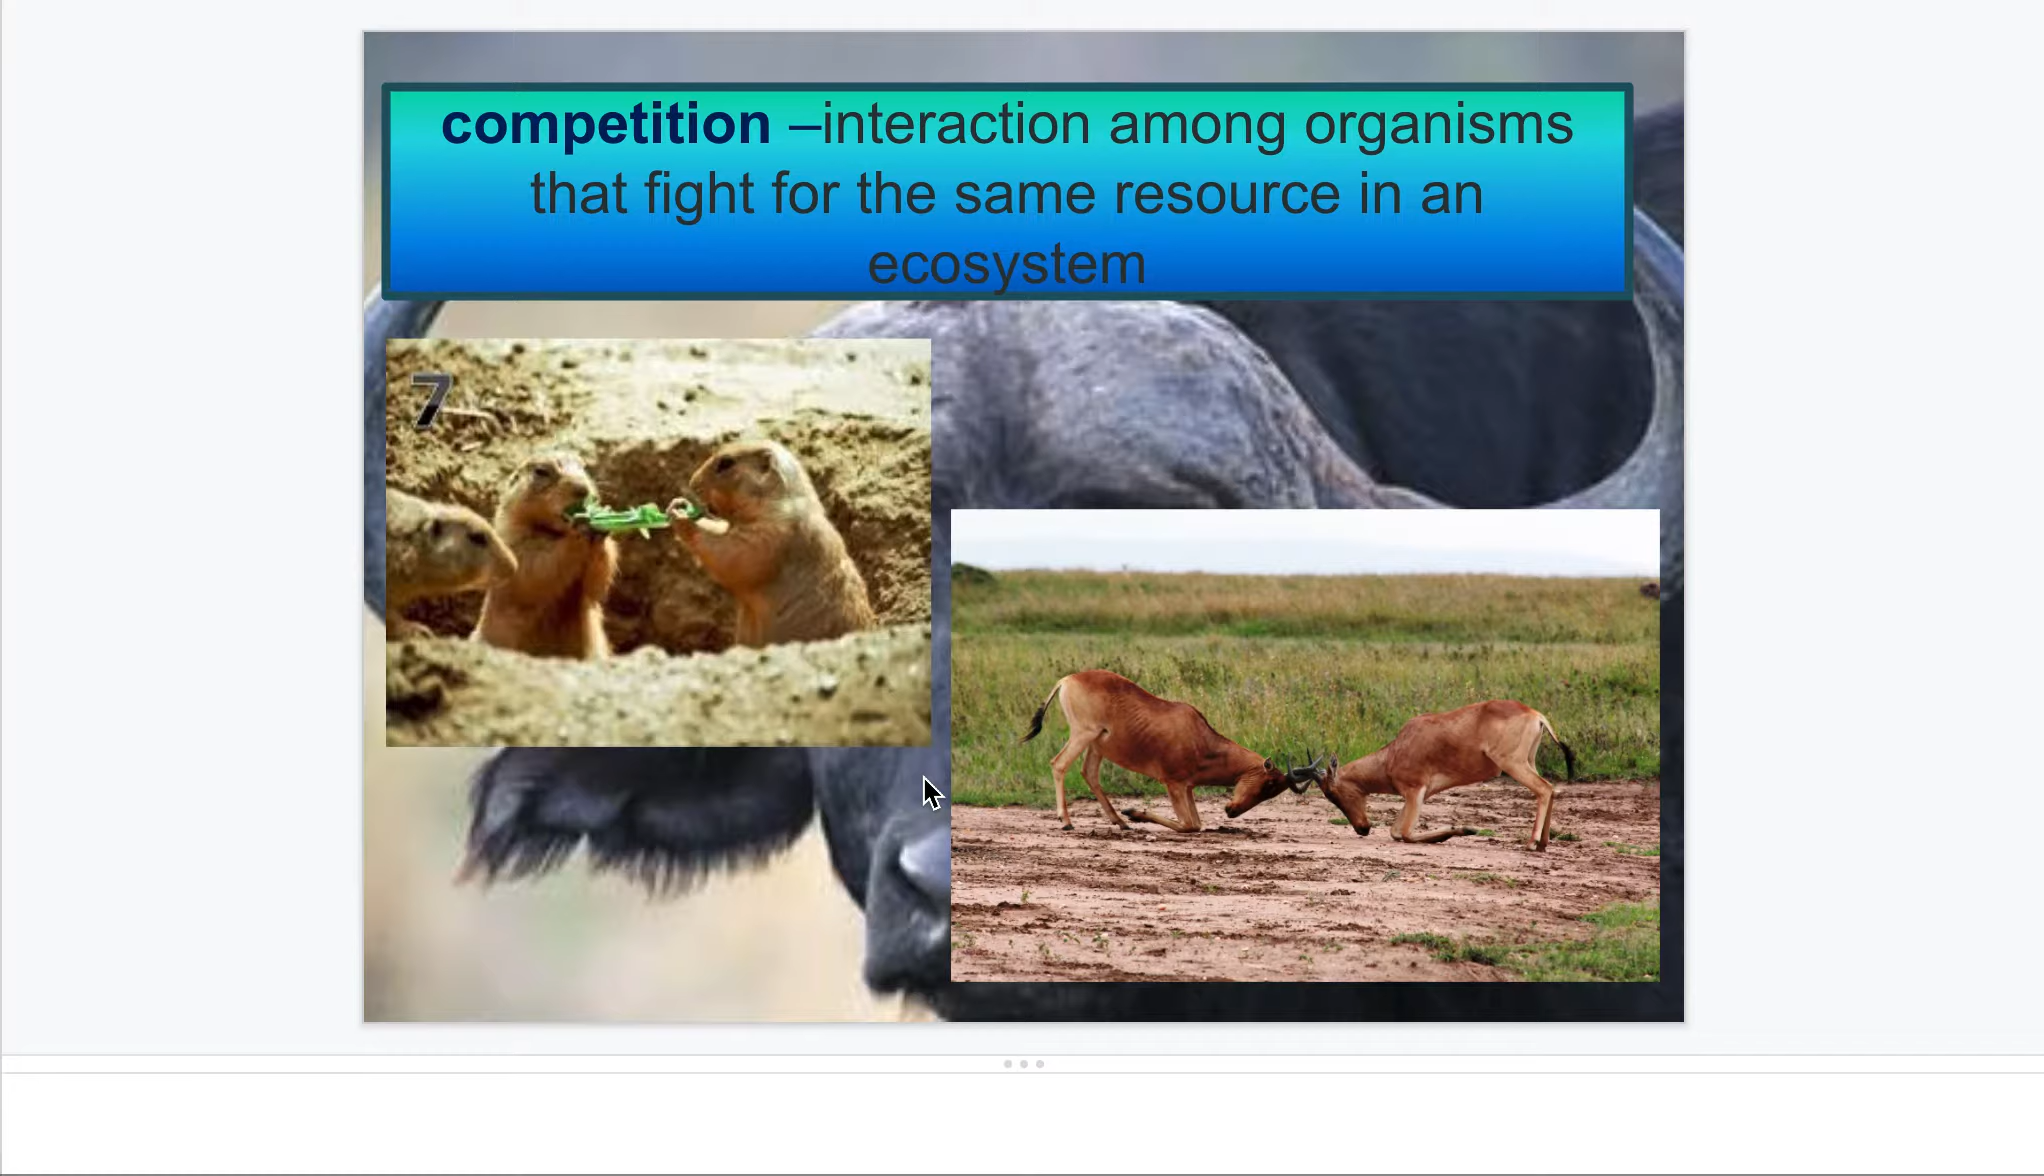 competition –interaction among organisms
that fight for the same resource in an
ecosystem
7